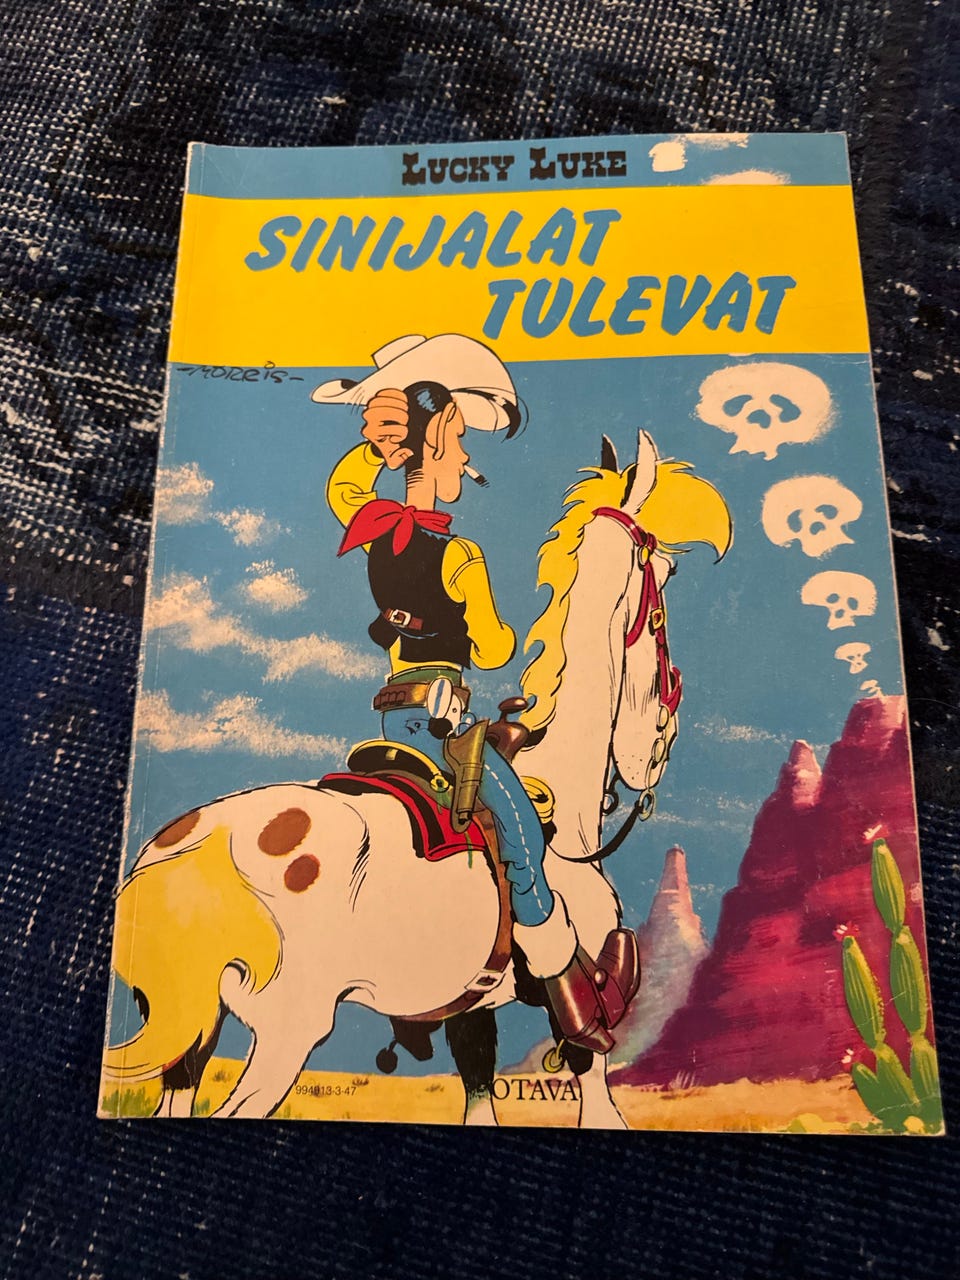 LUCKY LUKE
SINIJALAT
TULEVAT
-MORRIS-
994913-3-47
OTAVA